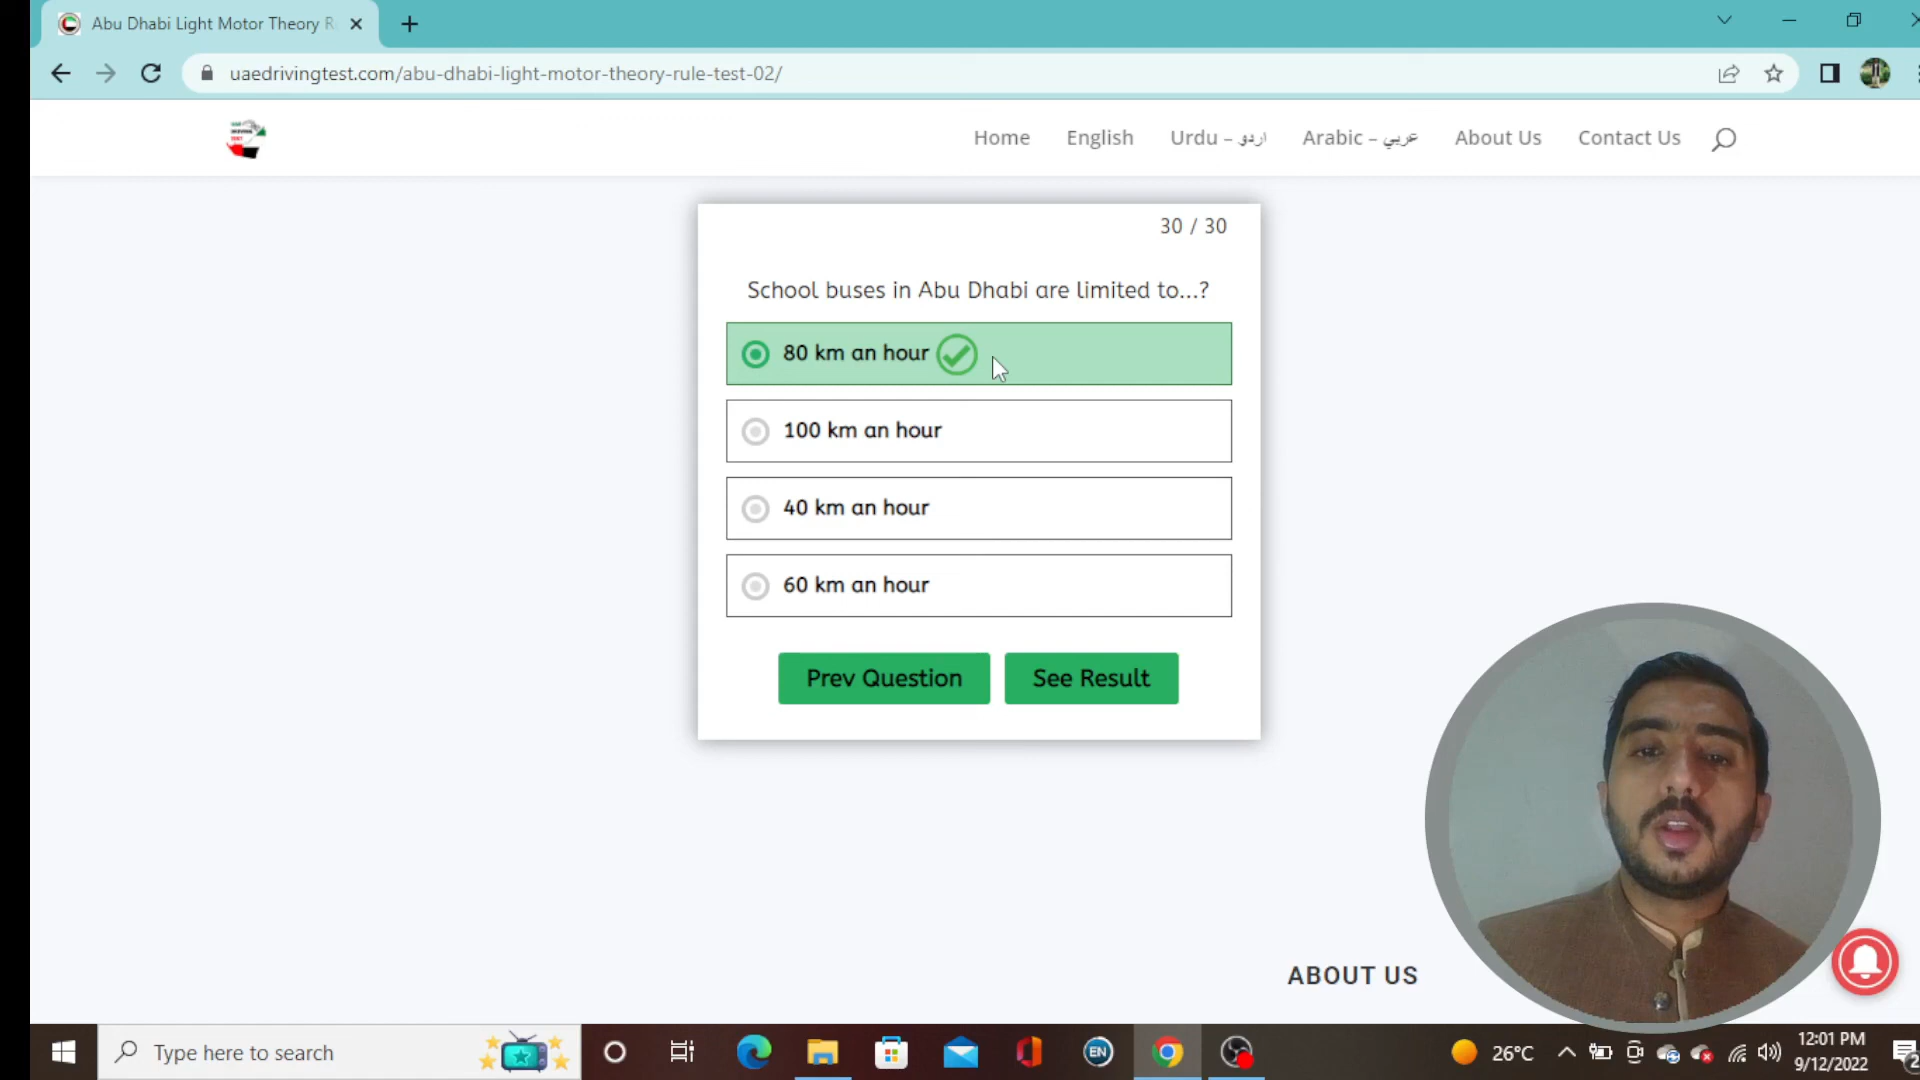 Abu Dhabi Light Motor Theory R
uaedrivingtest.com/abu-dhabi-light-motor-theory-rule-test-02/
Home English Urdu – اردو Arabic – عربي About Us Contact Us
30 / 30
School buses in Abu Dhabi are limited to...?
80 km an hour
100 km an hour
40 km an hour
60 km an hour
Prev Question See Result
ABOUT US
Type here to search
EN
26°C
12:01 PM
9/12/2022
2